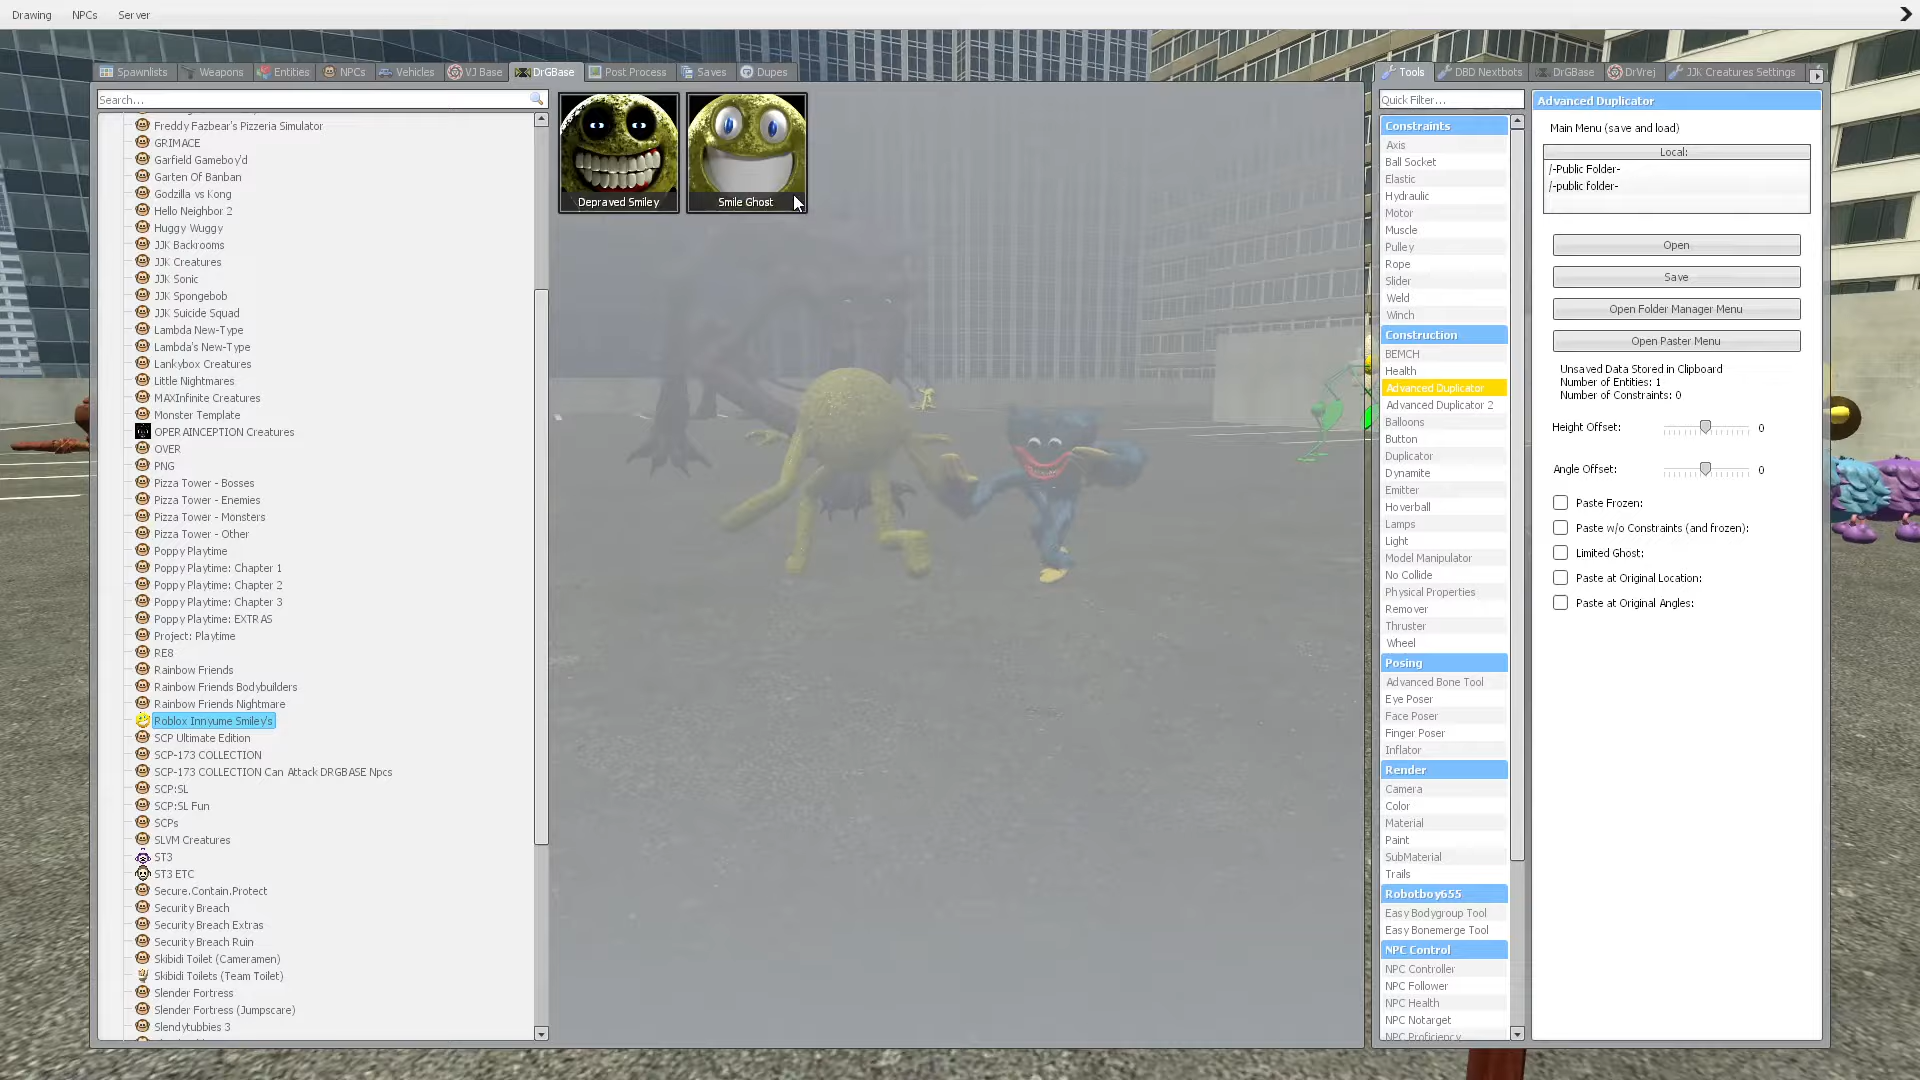 Drawing NPCs Server
Spawnlists Weapons Entities NPCs Vehicles VJ Base DrGBase Post Process Saves Dupes
Search...
Freddy Fazbear's Pizzeria Simulator
GRIMACE
Garfield Gameboy'd
Garten Of Banban
Godzilla vs Kong
Hello Neighbor 2
Huggy Wuggy
JJK Backrooms
JJK Creatures
JJK Sonic
JJK Spongebob
JJK Suicide Squad
Lambda New-Type
Lambda's New-Type
Lankybox Creatures
Little Nightmares
MAXInfinite Creatures
Monster Template
OPERAINCEPTION Creatures
OVER
PNG
Pizza Tower - Bosses
Pizza Tower - Enemies
Pizza Tower - Monsters
Pizza Tower - Other
Poppy Playtime
Poppy Playtime: Chapter 1
Poppy Playtime: Chapter 2
Poppy Playtime: Chapter 3
Poppy Playtime: EXTRAS
Project: Playtime
RE8
Rainbow Friends
Rainbow Friends Bodybuilders
Rainbow Friends Nightmare
Roblox Innyume Smiley's
SCP Ultimate Edition
SCP-173 COLLECTION
SCP-173 COLLECTION Can Attack DRGBASE Npcs
SCP:SL
SCP:SL Fun
SCPs
SLVM Creatures
ST3
ST3 ETC
Secure.Contain.Protect
Security Breach
Security Breach Extras
Security Breach Ruin
Skibidi Toilet (Cameramen)
Skibidi Toilets (Team Toilet)
Slender Fortress
Slender Fortress (Jumpscare)
Slendytubbies 3
Depraved Smiley
Smile Ghost
Tools DBD Nextbots DrGBase DrVrej JJK Creatures Settings
Quick Filter...
Constraints
Axis
Ball Socket
Elastic
Hydraulic
Motor
Muscle
Pulley
Rope
Slider
Weld
Winch
Construction
BEMCH
Health
Advanced Duplicator
Advanced Duplicator 2
Balloons
Button
Duplicator
Dynamite
Emitter
Hoverball
Lamps
Light
Model Manipulator
No Collide
Physical Properties
Remover
Thruster
Wheel
Posing
Advanced Bone Tool
Eye Poser
Face Poser
Finger Poser
Inflator
Render
Camera
Color
Material
Paint
SubMaterial
Trails
Robotboy655
Easy Bodygroup Tool
Easy Bonemerge Tool
NPC Control
NPC Controller
NPC Follower
NPC Health
NPC Notarget
NPC Proficiency
Advanced Duplicator
Main Menu (save and load)
Local:
/-Public Folder-
/-public folder-
Open
Save
Open Folder Manager Menu
Open Paster Menu
Unsaved Data Stored in Clipboard
Number of Entities: 1
Number of Constraints: 0
Height Offset: 0
Angle Offset: 0
Paste Frozen:
Paste w/o Constraints (and frozen):
Limited Ghost:
Paste at Original Location:
Paste at Original Angles: